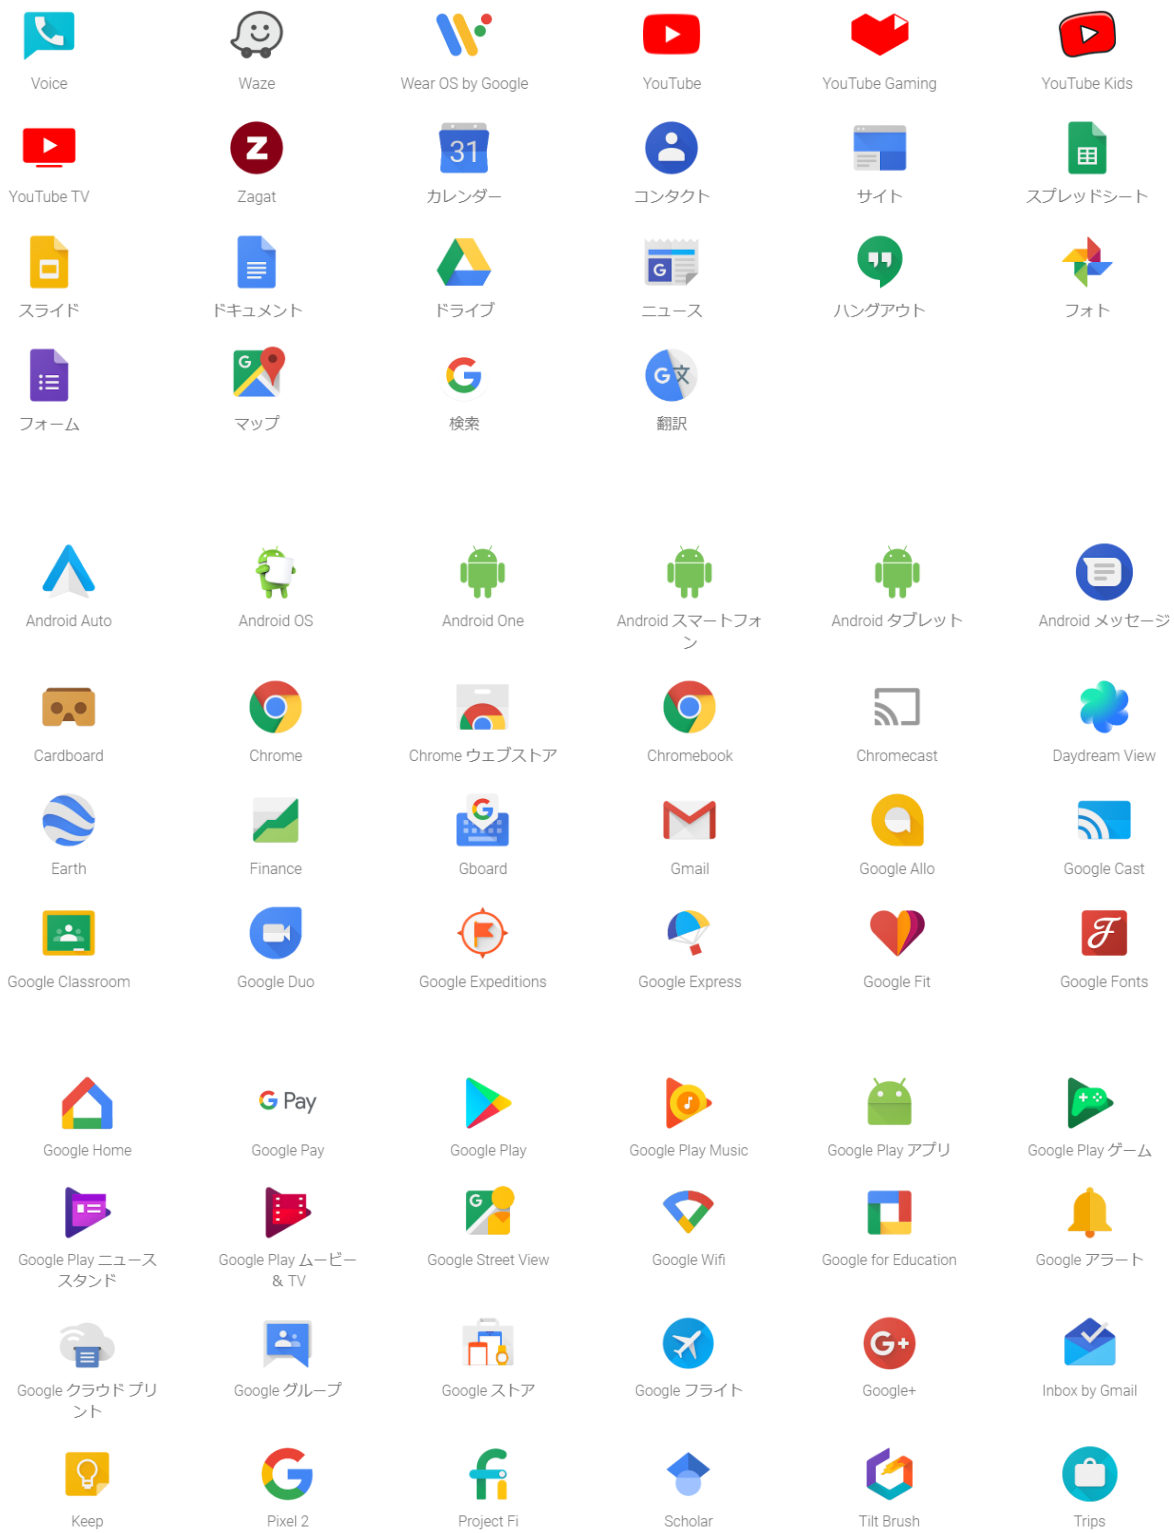 Voice
Waze
Wear OS by Google
YouTube
YouTube Gaming
YouTube Kids
Z
31
YouTube TV
Zagat
カレンダー
コンタクト
サイト
スプレッドシート
G
スライド
ドキュメント
ドライブ
ニュース
ハングアウト
フォト
G
G
G文
フォーム
マップ
検索
翻訳
Android Auto
Android OS
Android One
Android スマートフォ
ン
Android タブレット
Android メッセージ
Cardboard
Chrome
Chrome ウェブストア
Chromebook
Chromecast
Daydream View
G
Earth
Finance
Gboard
Gmail
Google Allo
Google Cast
F
Google Classroom
Google Duo
Google Expeditions
Google Express
Google Fit
Google Fonts
G Pay
Google Home
Google Pay
Google Play
Google Play Music
Google Play アプリ
Google Play ゲーム
G
Google Play ニュース
スタンド
Google Play ムービー
& TV
Google Street View
Google Wifi
Google for Education
Google アラート
G+
Google クラウド プリ
ント
Google グループ
Google ストア
Google フライト
Google+
Inbox by Gmail
G
fi
Keep
Pixel 2
Project Fi
Scholar
Tilt Brush
Trips